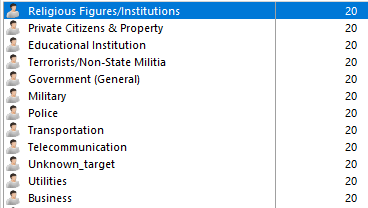 Religious Figures/Institutions 20
Private Citizens & Property 20
Educational Institution 20
Terrorists/Non-State Militia 20
Government (General) 20
Military 20
Police 20
Transportation 20
Telecommunication 20
Unknown_target 20
Utilities 20
Business 20